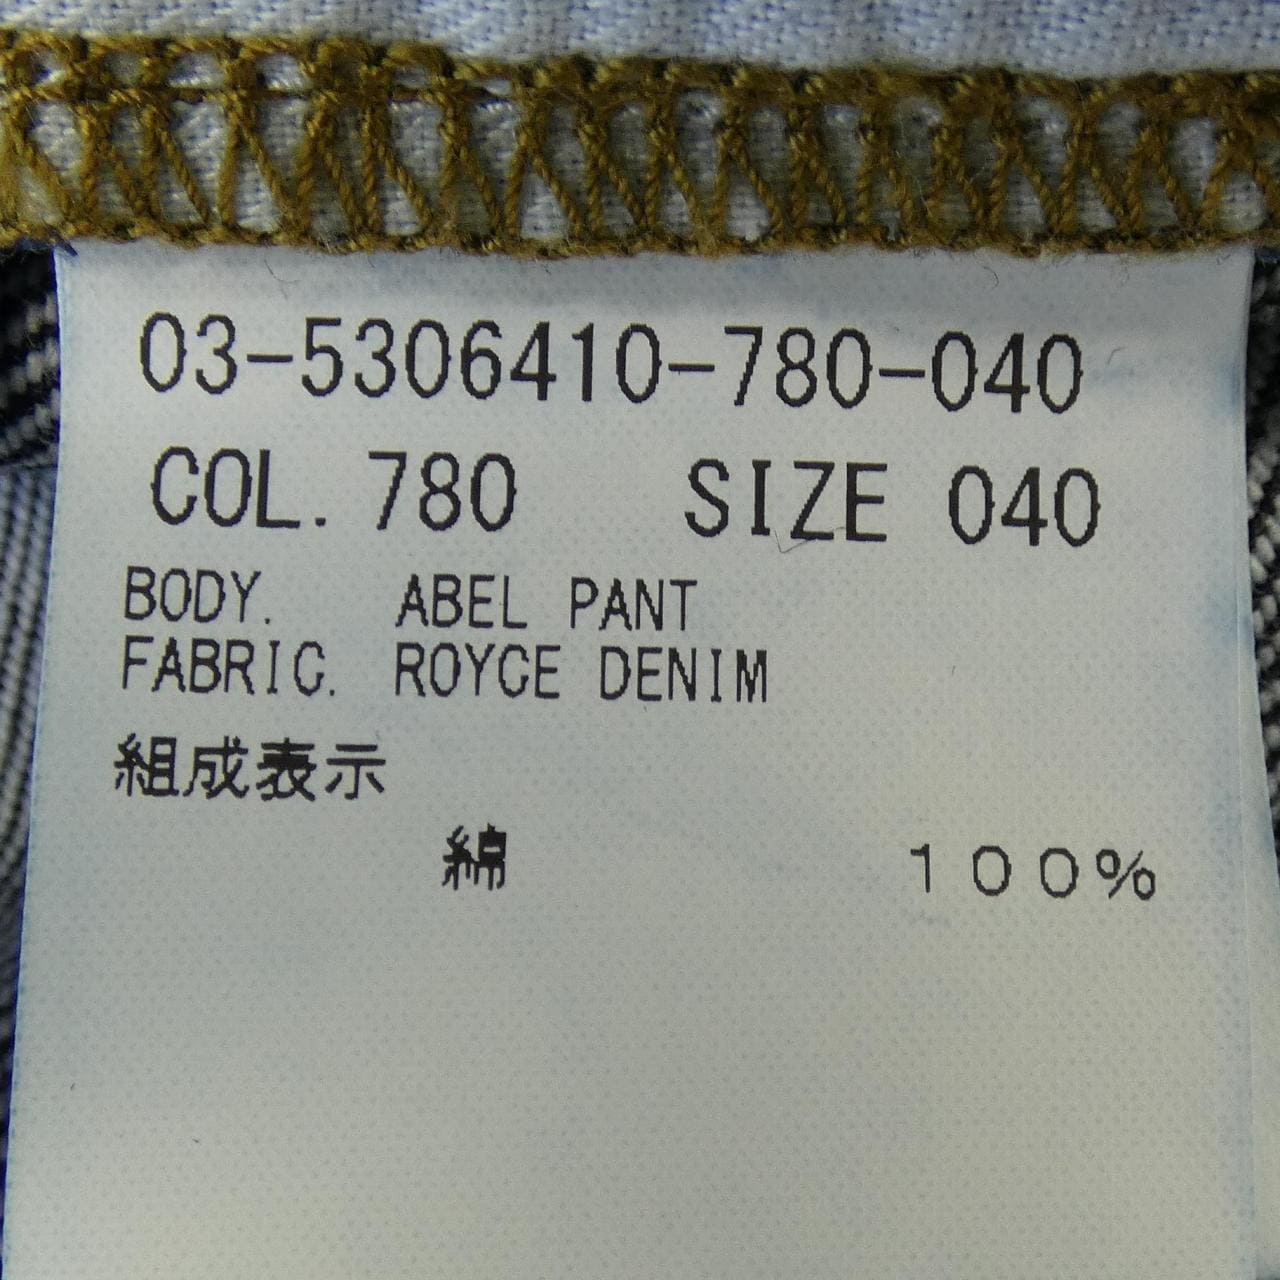 03-5306410-780-040
COL. 780 SIZE 040
BODY. ABEL PANT
FABRIC. ROYCE DENIM
組成表示
綿 100%